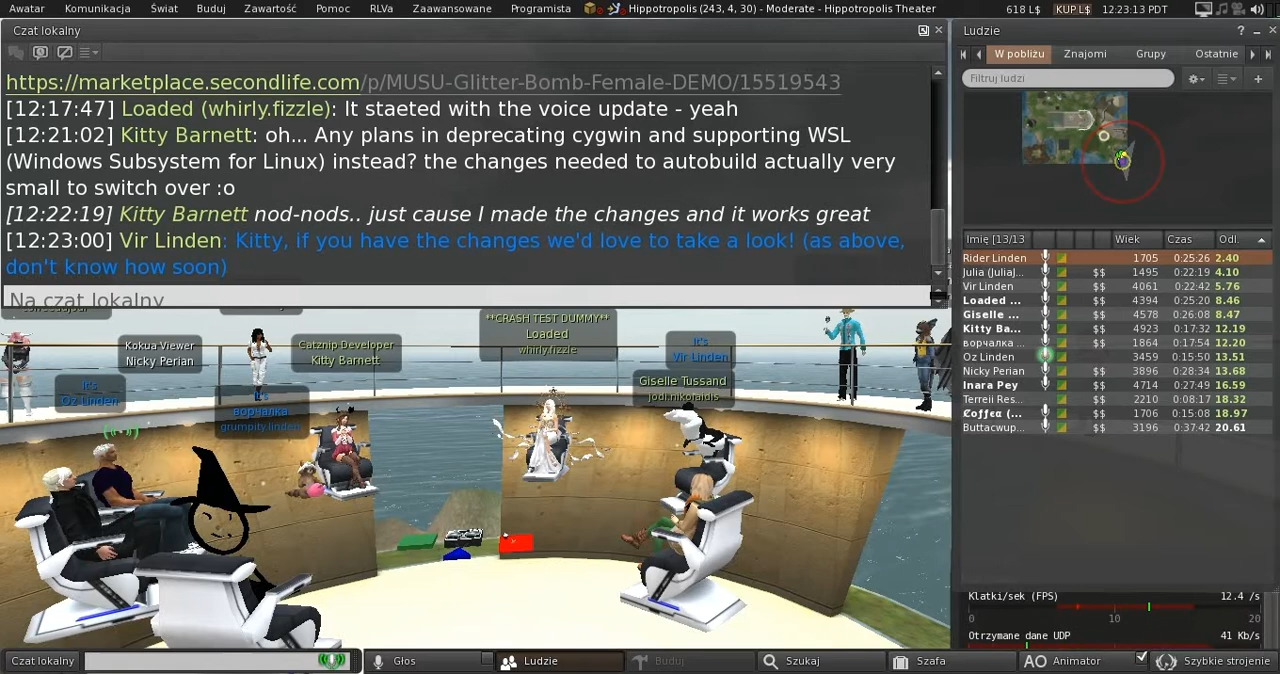 Awatar Komunikacja Świat Buduj Zawartość Pomoc RLVa Zaawansowane Programista Hippotropolis (243, 4, 30) - Moderate - Hippotropolis Theater 618 L$ KUP L$ 12:23:13 PDT
Czat lokalny
https://marketplace.secondlife.com/p/MUSU-Glitter-Bomb-Female-DEMO/15519543
[12:17:47] Loaded (whirly.fizzle): It staeted with the voice update - yeah
[12:21:02] Kitty Barnett: oh... Any plans in deprecating cygwin and supporting WSL
(Windows Subsystem for Linux) instead? the changes needed to autobuild actually very
small to switch over :o
[12:22:19] Kitty Barnett nod-nods.. just cause I made the changes and it works great
[12:23:00] Vir Linden: Kitty, if you have the changes we'd love to take a look! (as above,
don't know how soon)
Na czat lokalny
**CRASH TEST DUMMY**
Loaded
whirly.fizzle
Kokua Viewer
Nicky Perian
Catznip Developer
Kitty Barnett
It's
Vir Linden
Giselle Tussand
jodi.nikolaidis
It's
Oz Linden
It's
ворчалка
grumpity.linden
Ludzie
W pobliżu Znajomi Grupy Ostatnie
Filtruj ludzi
Imię [13/13 Wiek Czas Odl.
Rider Linden 1705 0:25:26 2.40
Julia (JuliaJ... $$ 1495 0:22:19 4.10
Vir Linden 4061 0:22:42 5.76
Loaded ... $$ 4394 0:25:20 8.46
Giselle ... $$ 4578 0:26:08 8.47
Kitty Ba... $$ 4923 0:17:32 12.19
ворчалка ... $$ 1864 0:17:54 12.20
Oz Linden 3459 0:15:50 13.51
Nicky Perian $$ 3896 0:28:34 13.68
Inara Pey $$ 4714 0:27:49 16.59
Terreii Res... $$ 2210 0:08:17 18.32
Ȼoƒƒєα (... $$ 1706 0:15:08 18.97
Buttacwup... $$ 3196 0:37:42 20.61
Klatki/sek (FPS) 12.4 /s
0 10 20
Otrzymane dane UDP 41 Kb/s
Czat lokalny Głos Ludzie Buduj Szukaj Szafa AO Animator Szybkie strojenie